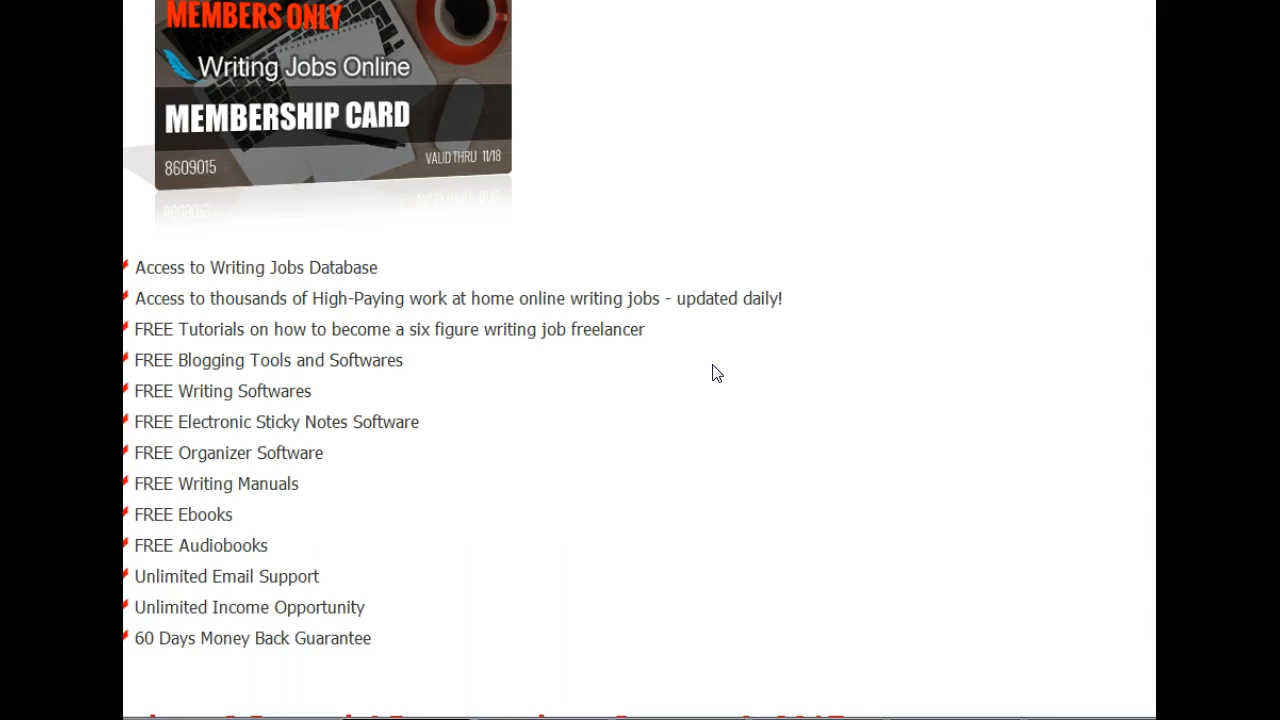 MEMBERS ONLY
Writing Jobs Online
MEMBERSHIP CARD
8609015
VALID THRU 11/18
Access to Writing Jobs Database
Access to thousands of High-Paying work at home online writing jobs - updated daily!
FREE Tutorials on how to become a six figure writing job freelancer
FREE Blogging Tools and Softwares
FREE Writing Softwares
FREE Electronic Sticky Notes Software
FREE Organizer Software
FREE Writing Manuals
FREE Ebooks
FREE Audiobooks
Unlimited Email Support
Unlimited Income Opportunity
60 Days Money Back Guarantee